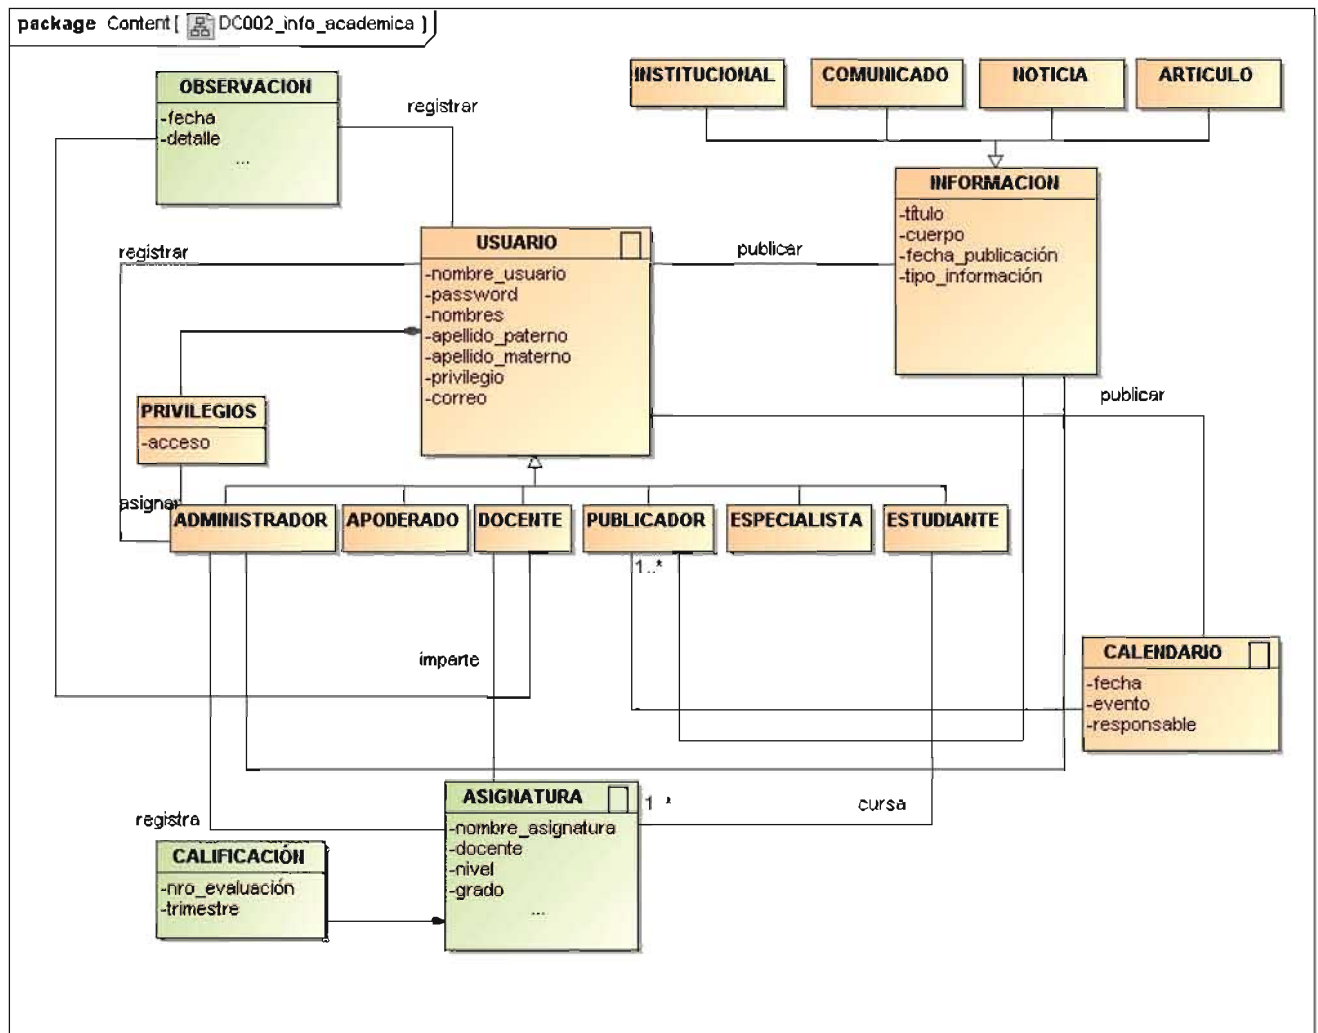 package Content [ DC002_info_academica ]
OBSERVACION
-fecha
-detalle
...
registrar
INSTITUCIONAL
COMUNICADO
NOTICIA
ARTICULO
INFORMACION
-título
-cuerpo
-fecha_publicación
-tipo_información
registrar
USUARIO
-nombre_usuario
-password
-nombres
-apellido_paterno
-apellido_materno
-privilegio
-correo
publicar
publicar
PRIVILEGIOS
-acceso
asignar
ADMINISTRADOR
APODERADO
DOCENTE
PUBLICADOR
ESPECIALISTA
ESTUDIANTE
1..*
imparte
CALENDARIO
-fecha
-evento
-responsable
registra
ASIGNATURA
-nombre_asignatura
-docente
-nivel
-grado
...
1 *
cursa
CALIFICACIÓN
-nro_evaluación
-trimestre